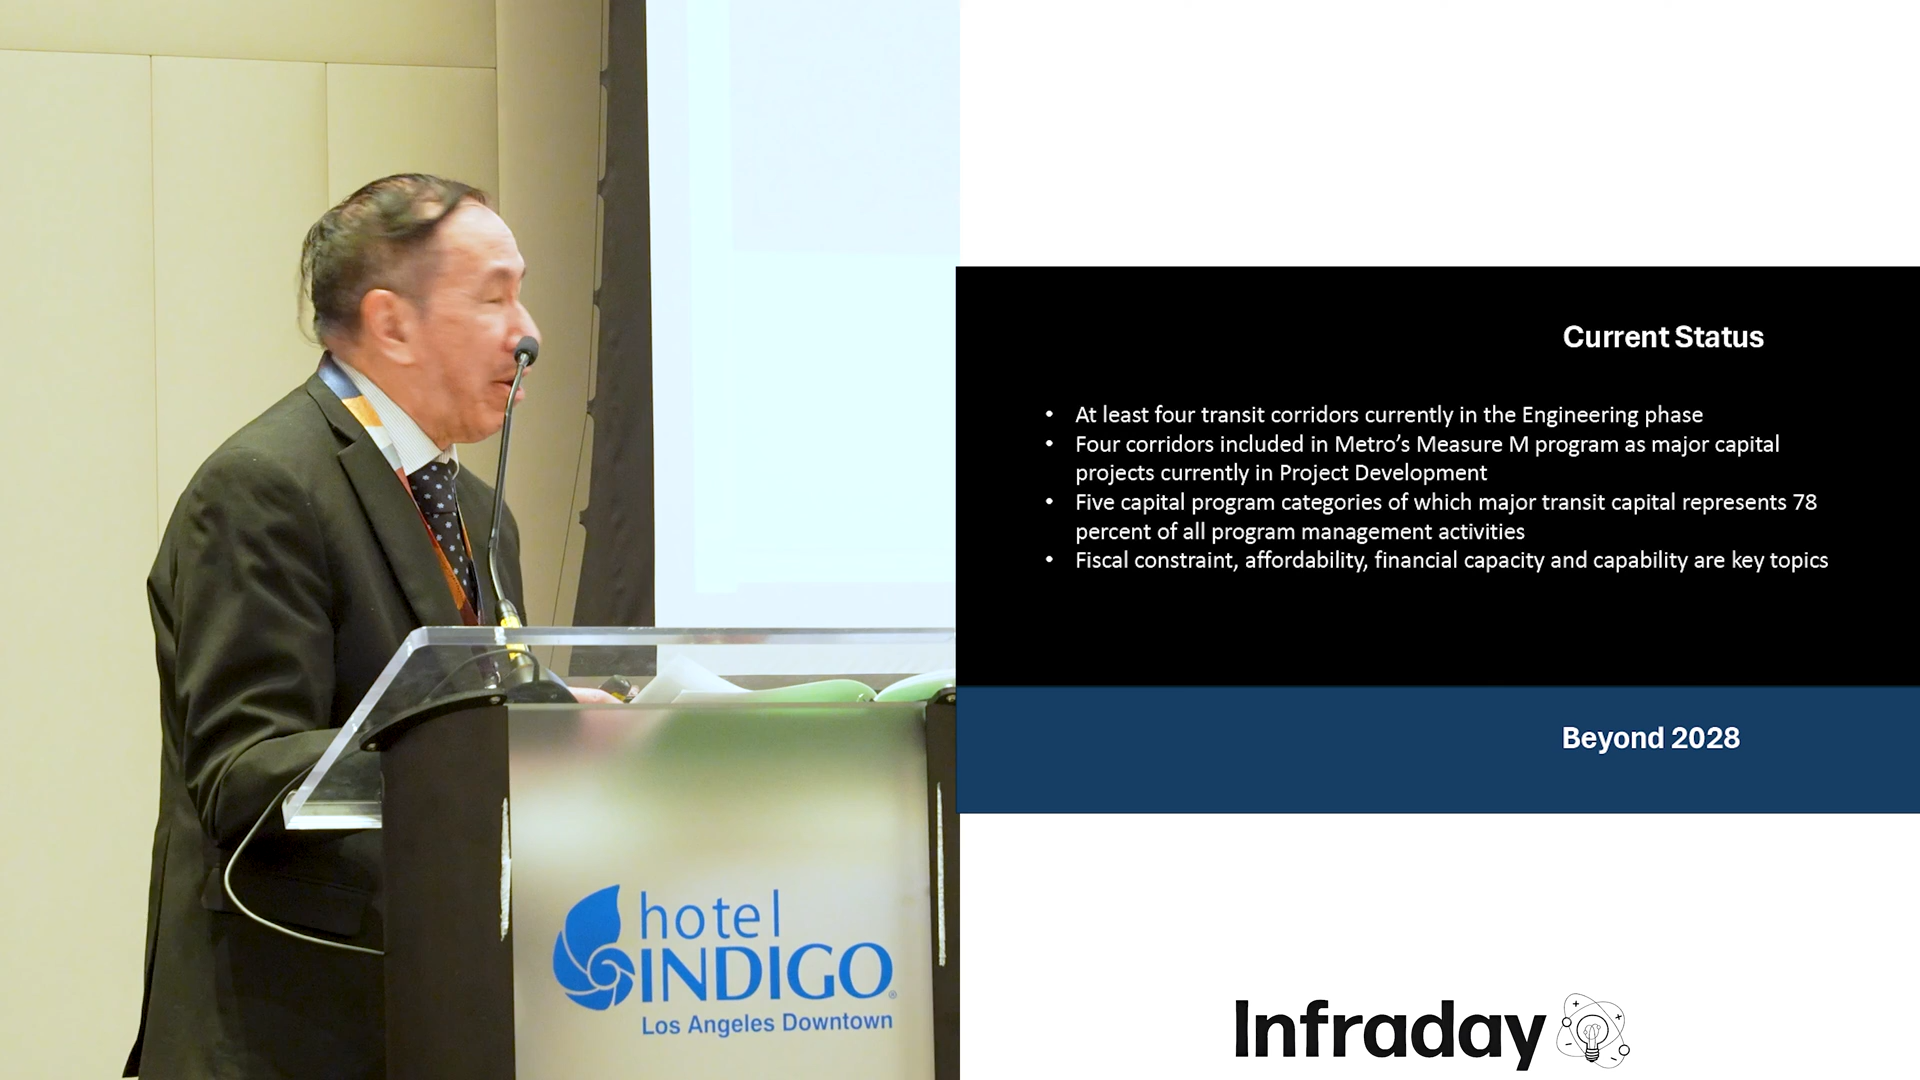 Current Status
• At least four transit corridors currently in the Engineering phase
• Four corridors included in Metro’s Measure M program as major capital
projects currently in Project Development
• Five capital program categories of which major transit capital represents 78
percent of all program management activities
• Fiscal constraint, affordability, financial capacity and capability are key topics
Beyond 2028
hotel
INDIGO®
Los Angeles Downtown
Infraday